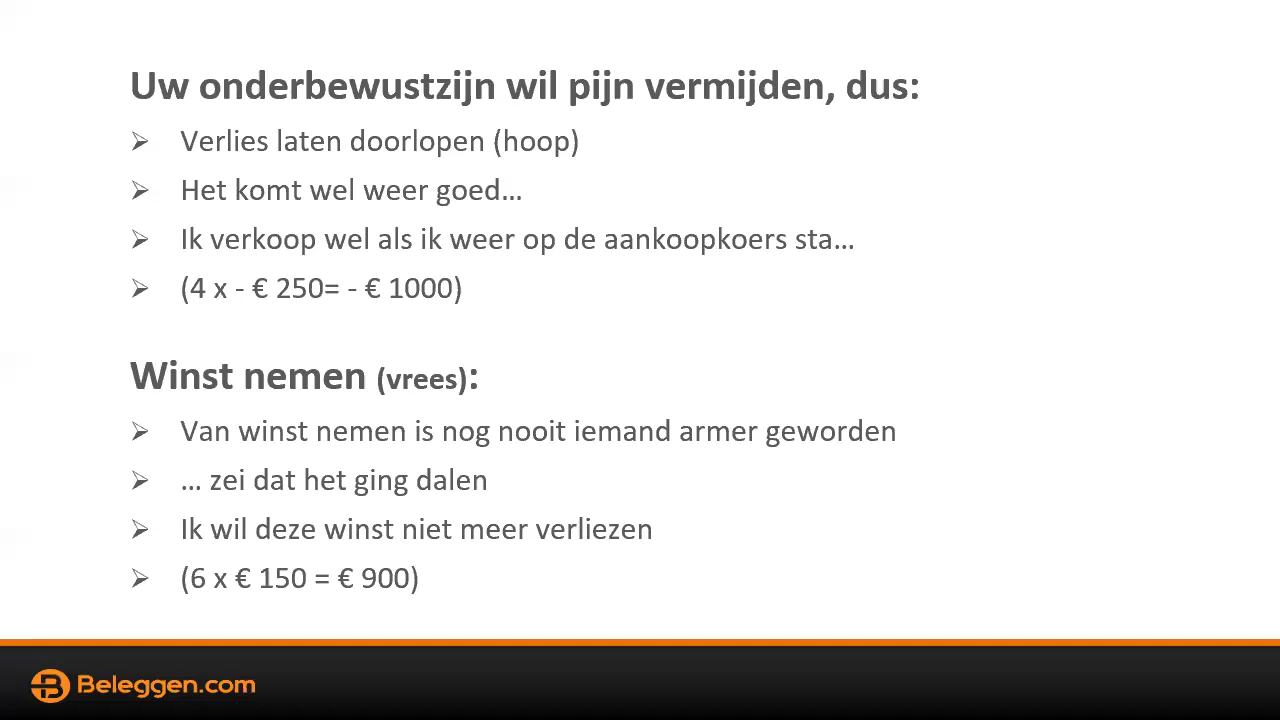 Uw onderbewustzijn wil pijn vermijden, dus:
➢ Verlies laten doorlopen (hoop)
➢ Het komt wel weer goed…
➢ Ik verkoop wel als ik weer op de aankoopkoers sta…
➢ (4 x - € 250= - € 1000)
Winst nemen (vrees):
➢ Van winst nemen is nog nooit iemand armer geworden
➢ … zei dat het ging dalen
➢ Ik wil deze winst niet meer verliezen
➢ (6 x € 150 = € 900)
Beleggen.com